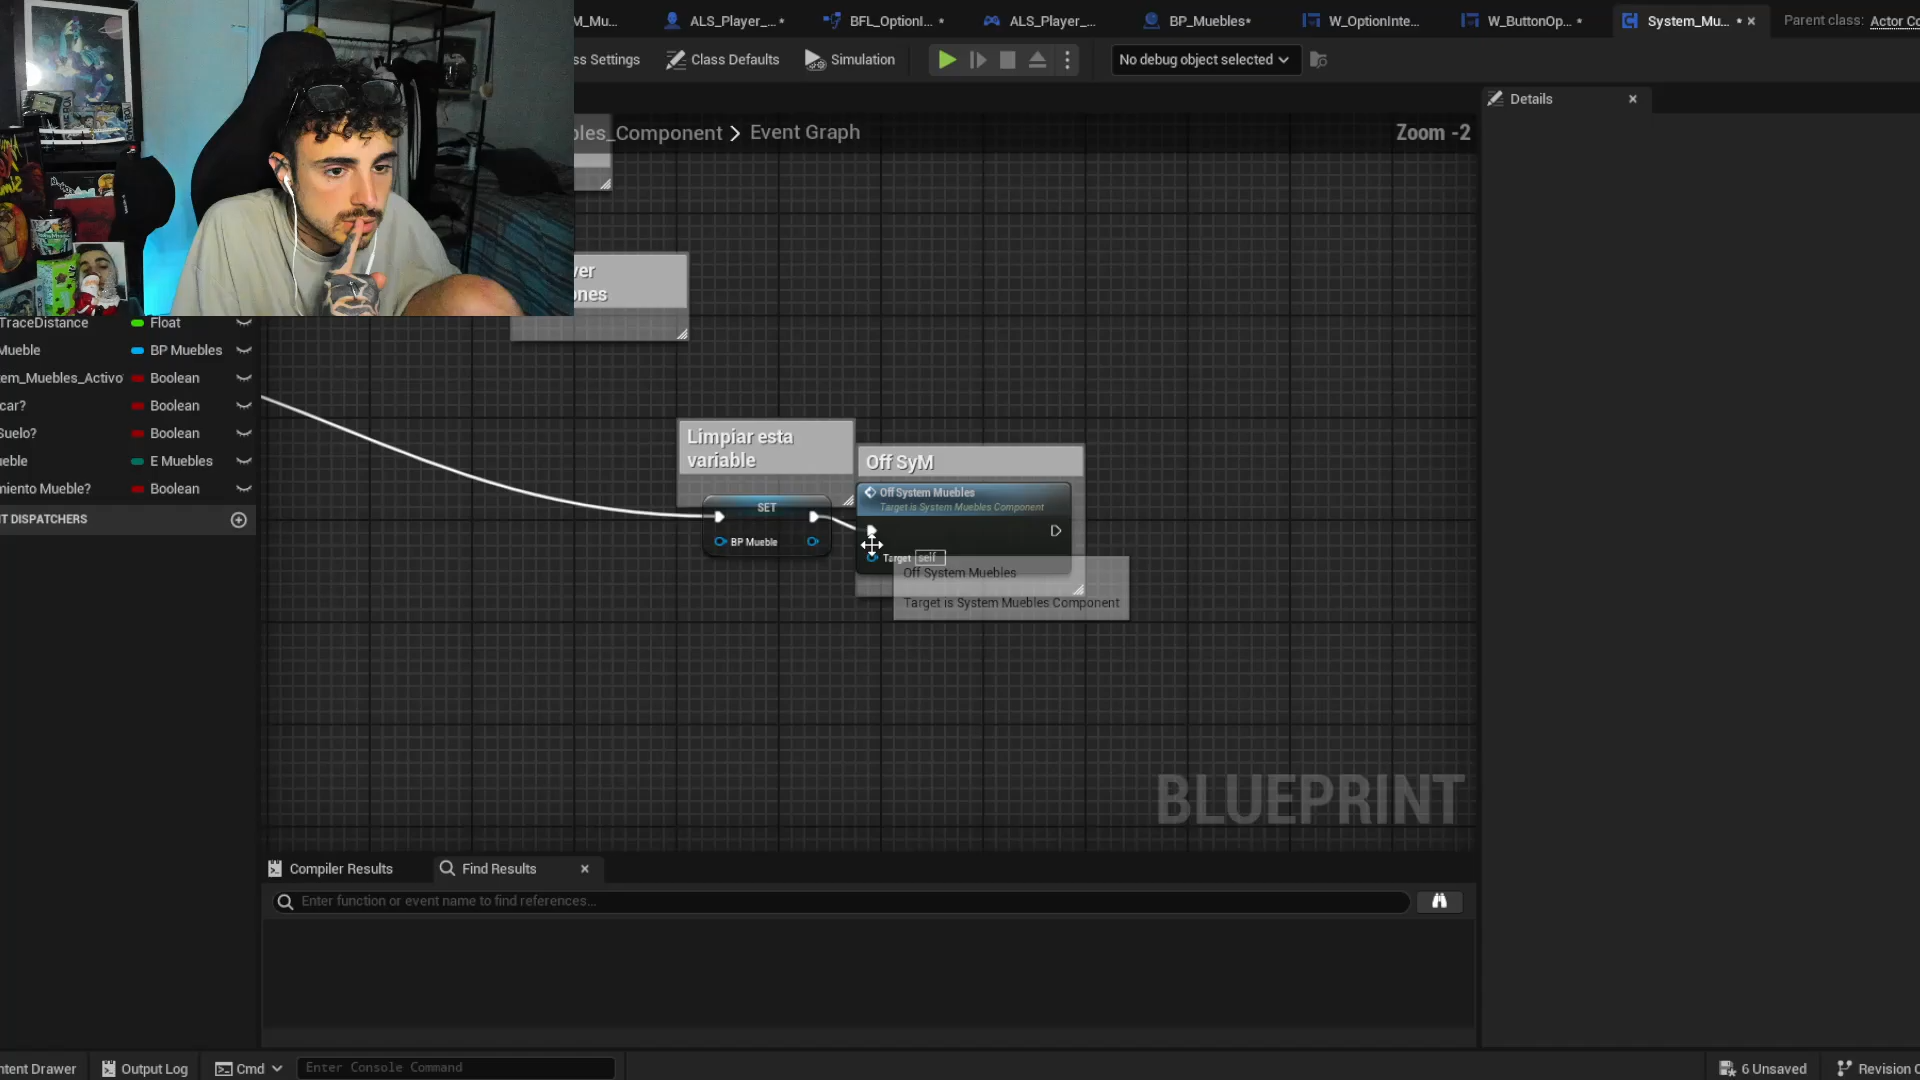 M_Mu...
ALS_Player_...*
BFL_OptionI... *
ALS_Player_...
BP_Muebles*
W_OptionInte...
W_ButtonOp... *
System_Mu... *
Parent class:
Actor Co
ss Settings
Class Defaults
Simulation
No debug object selected
Details
bles_Component > Event Graph
Zoom -2
ver
ones
TraceDistance
Float
Mueble
BP Muebles
tem_Muebles_Activo
Boolean
car?
Boolean
Suelo?
Boolean
eble
E Muebles
miento Mueble?
Boolean
T DISPATCHERS
Limpiar esta
variable
Off SyM
SET
BP Mueble
Off System Muebles
Target is System Muebles Component
Target
self
Off System Muebles
Target is System Muebles Component
BLUEPRINT
Compiler Results
Find Results
Enter function or event name to find references...
ntent Drawer
Output Log
Cmd
Enter Console Command
6 Unsaved
Revision C